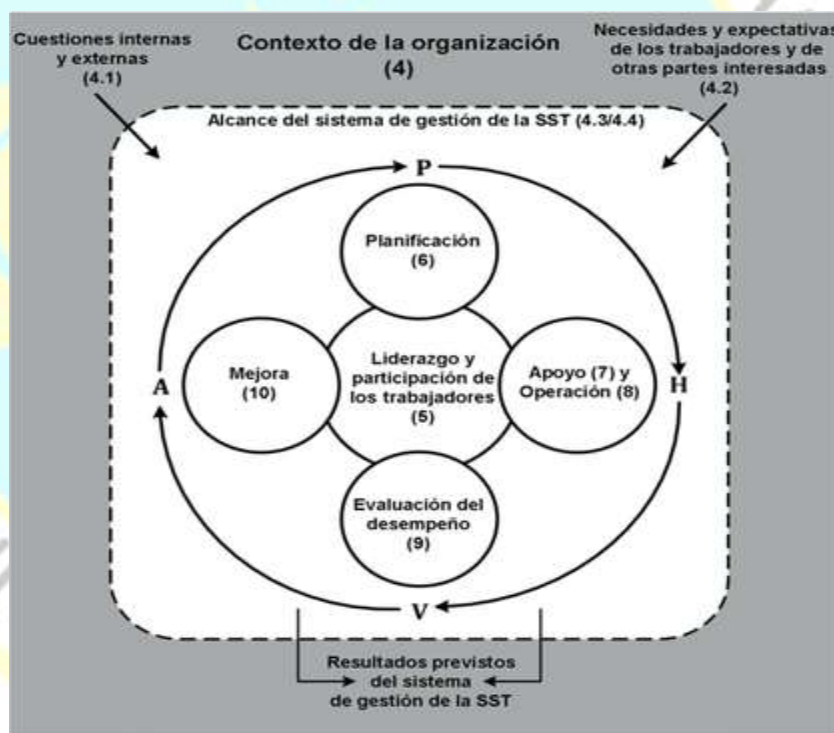 Cuestiones internas
y externas
(4.1)
Contexto de la organización
(4)
Necesidades y expectativas
de los trabajadores y de
otras partes interesadas
(4.2)
Alcance del sistema de gestión de la SST (4.3/4.4)
P
Planificación
(6)
A
Mejora
(10)
Liderazgo y
participación de
los trabajadores
(5)
Apoyo (7) y
Operación (8)
H
Evaluación del
desempeño
(9)
V
Resultados previstos
del sistema
de gestión de la SST